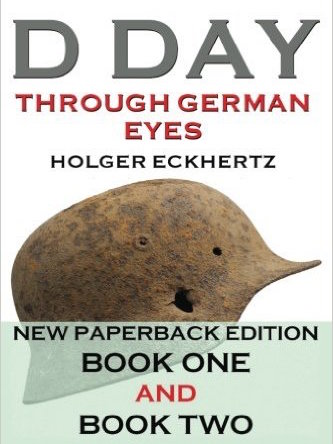 D DAY
THROUGH GERMAN
EYES
HOLGER ECKHERTZ
NEW PAPERBACK EDITION
BOOK ONE
AND
BOOK TWO